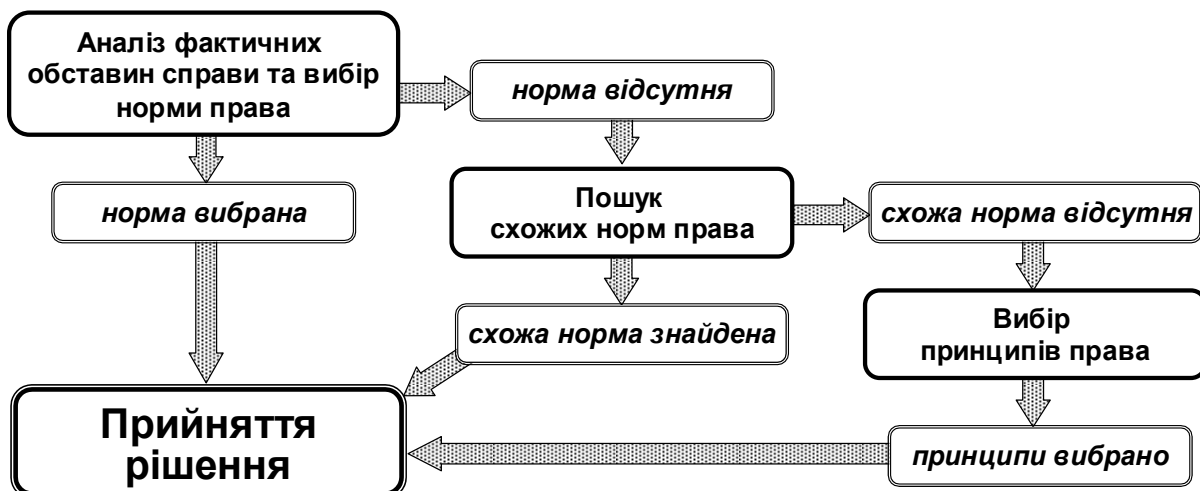 Аналіз фактичних
обставин справи та вибір
норми права
норма відсутня
норма вибрана
Пошук
схожих норм права
схожа норма відсутня
схожа норма знайдена
Вибір
принципів права
Прийняття
рішення
принципи вибрано